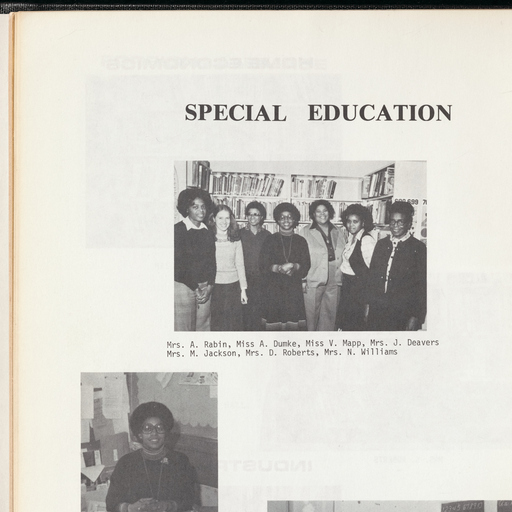 SPECIAL EDUCATION
Mrs. A. Rabin, Miss A. Dumke, Miss V. Mapp, Mrs. J. Deavers
Mrs. M. Jackson, Mrs. D. Roberts, Mrs. N. Williams